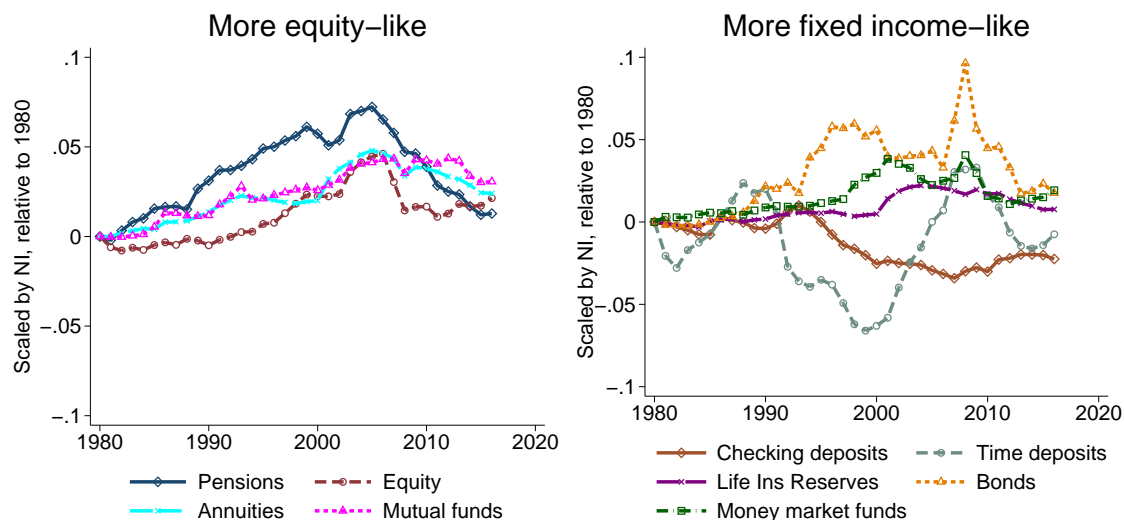 More equity−like
Scaled by NI, relative to 1980
.1
.05
0
−.05
−.1
1980 1990 2000 2010 2020
Pensions Equity
Annuities Mutual funds
More fixed income−like
Scaled by NI, relative to 1980
.1
.05
0
−.05
−.1
1980 1990 2000 2010 2020
Checking deposits Time deposits
Life Ins Reserves Bonds
Money market funds